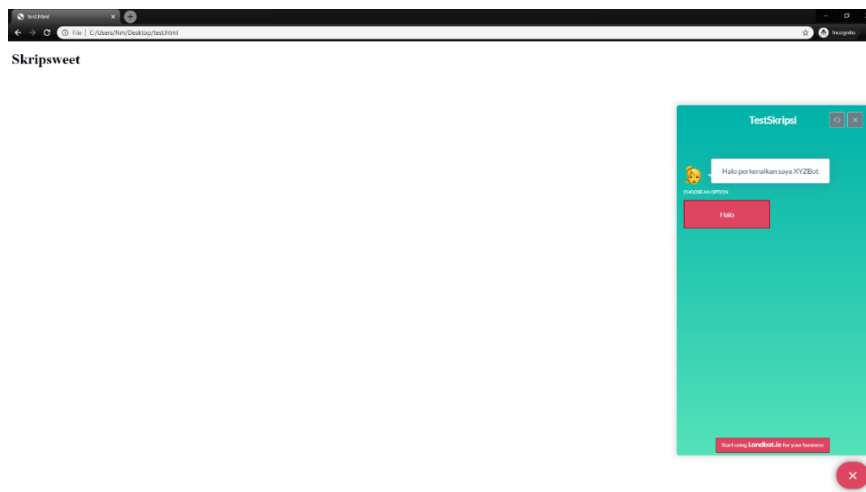 test.html
File | C:/Users/Nm/Desktop/test.html
Incognito
Skripsweet
TestSkripsi
Halo perkenalkan saya XYZBot
CHOOSE AN OPTION
Halo
Start using Landbot.io for your business